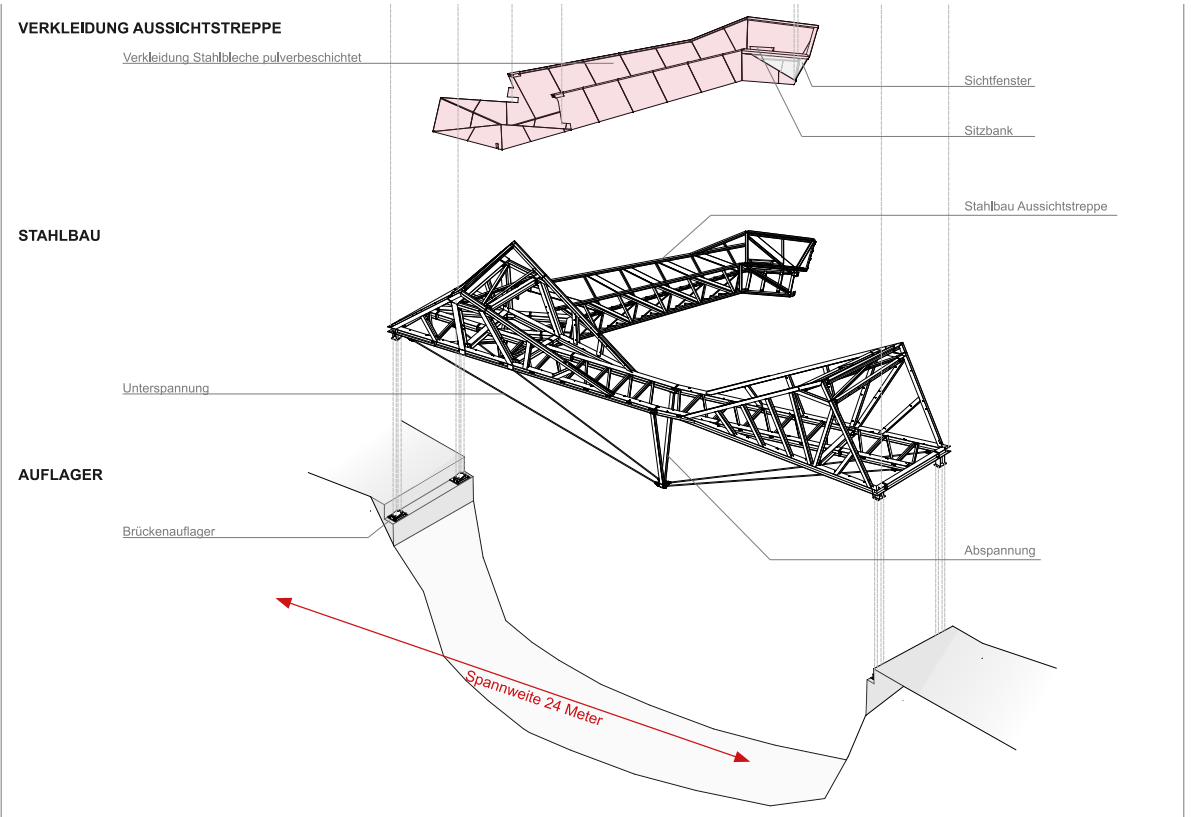 VERKLEIDUNG AUSSICHTSTREPPE
Verkleidung Stahlbleche pulverbeschichtet
Sichtfenster
Sitzbank
Stahlbau Aussichtstreppe
STAHLBAU
Unterspannung
AUFLAGER
Brückenauflager
Abspannung
Spannweite 24 Meter